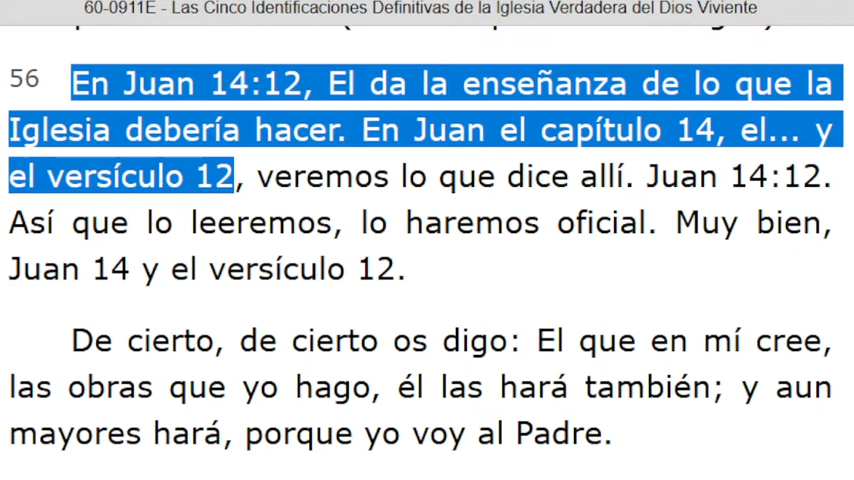 60-0911E - Las Cinco Identificaciones Definitivas de la Iglesia Verdadera del Dios Viviente
56 En Juan 14:12, El da la enseñanza de lo que la
Iglesia debería hacer. En Juan el capítulo 14, el... y
el versículo 12, veremos lo que dice allí. Juan 14:12.
Así que lo leeremos, lo haremos oficial. Muy bien,
Juan 14 y el versículo 12.
De cierto, de cierto os digo: El que en mí cree,
las obras que yo hago, él las hará también; y aun
mayores hará, porque yo voy al Padre.